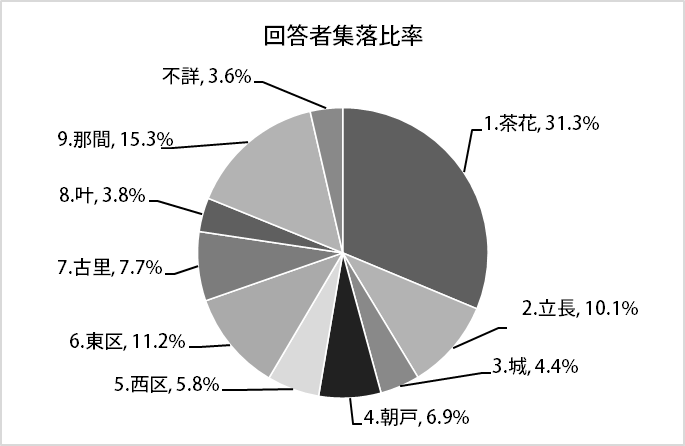 回答者集落比率
不詳, 3.6%
1.茶花, 31.3%
9.那間, 15.3%
8.叶, 3.8%
7.古里, 7.7%
2.立長, 10.1%
6.東区, 11.2%
3.城, 4.4%
5.西区, 5.8%
4.朝戸, 6.9%